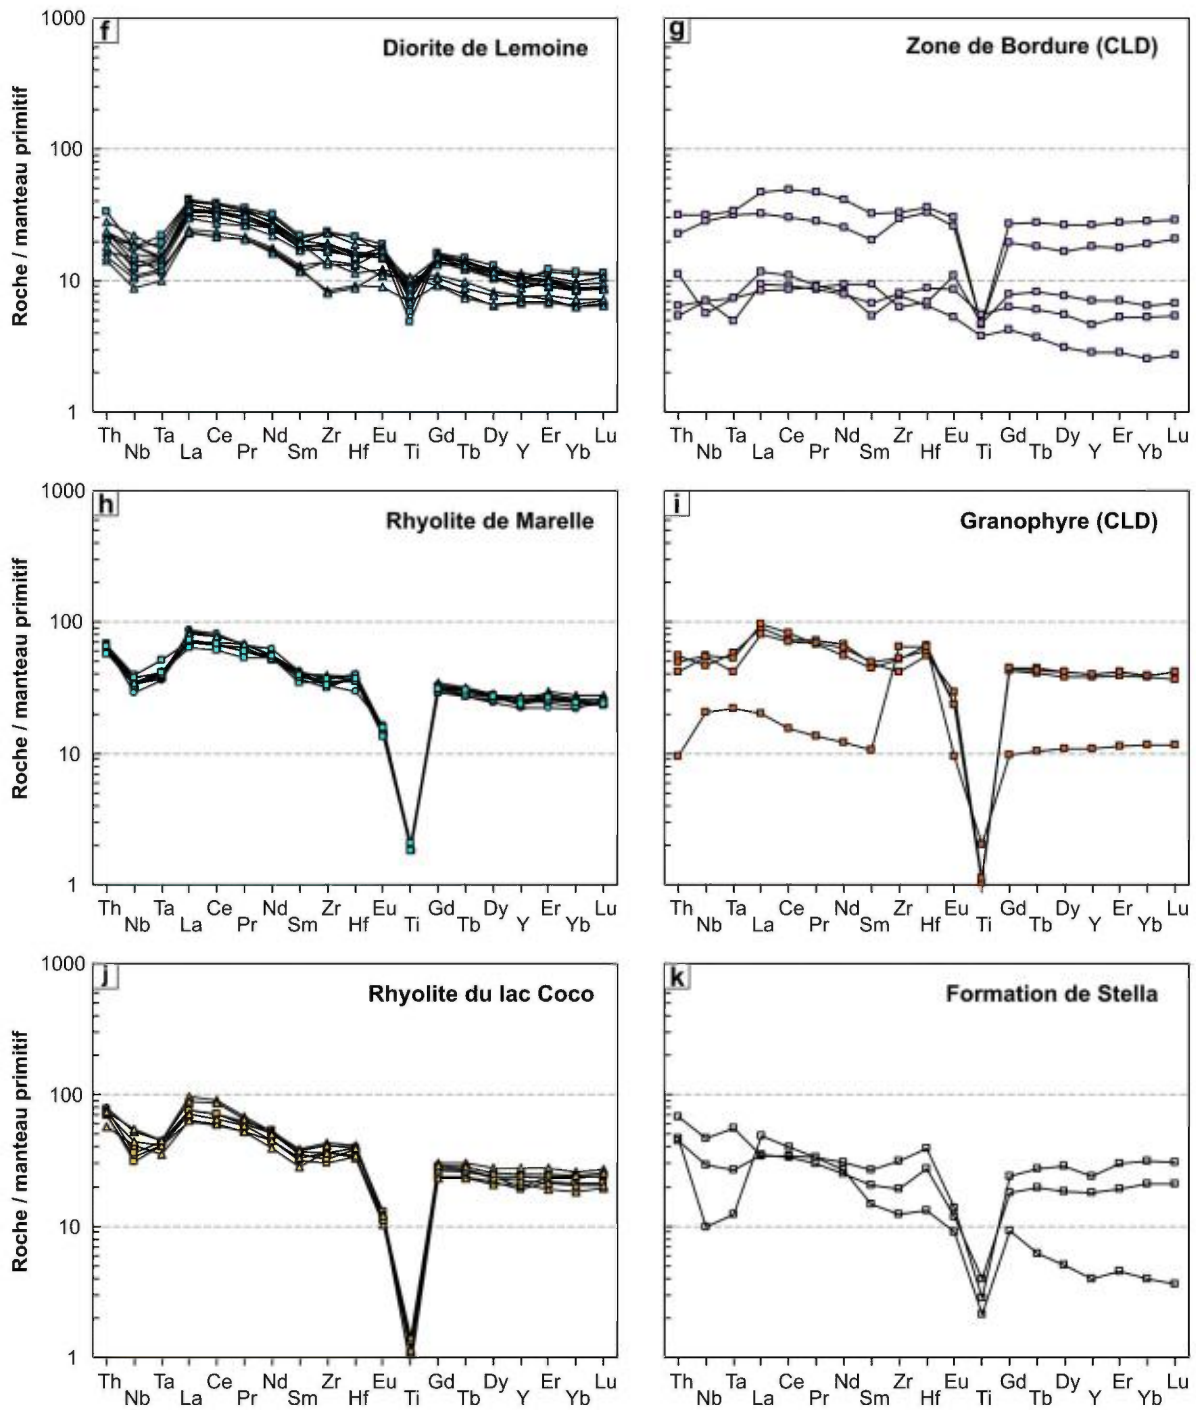 f
Diorite de Lemoine
Roche / manteau primitif
1000
100
10
1
Th Nb Ta La Ce Pr Nd Sm Zr Hf Eu Ti Gd Tb Dy Y Er Yb Lu
g
Zone de Bordure (CLD)
Th Nb Ta La Ce Pr Nd Sm Zr Hf Eu Ti Gd Tb Dy Y Er Yb Lu
h
Rhyolite de Marelle
Roche / manteau primitif
1000
100
10
1
Th Nb Ta La Ce Pr Nd Sm Zr Hf Eu Ti Gd Tb Dy Y Er Yb Lu
i
Granophyre (CLD)
Th Nb Ta La Ce Pr Nd Sm Zr Hf Eu Ti Gd Tb Dy Y Er Yb Lu
j
Rhyolite du lac Coco
Roche / manteau primitif
1000
100
10
1
Th Nb Ta La Ce Pr Nd Sm Zr Hf Eu Ti Gd Tb Dy Y Er Yb Lu
k
Formation de Stella
Th Nb Ta La Ce Pr Nd Sm Zr Hf Eu Ti Gd Tb Dy Y Er Yb Lu